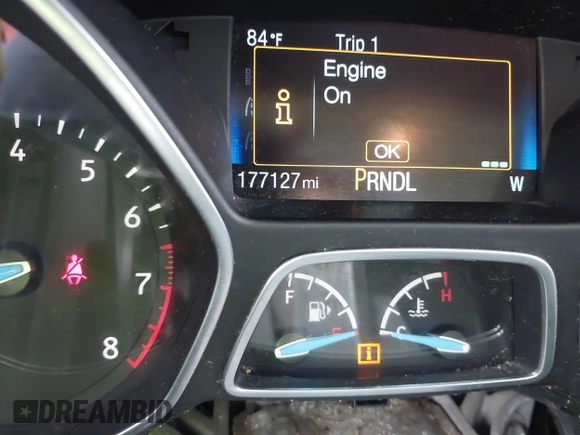 84°F Trip 1
Engine
On
OK
177127 mi PRNDL W
4
5
6
7
8
F
E
H
C
DREAMBID